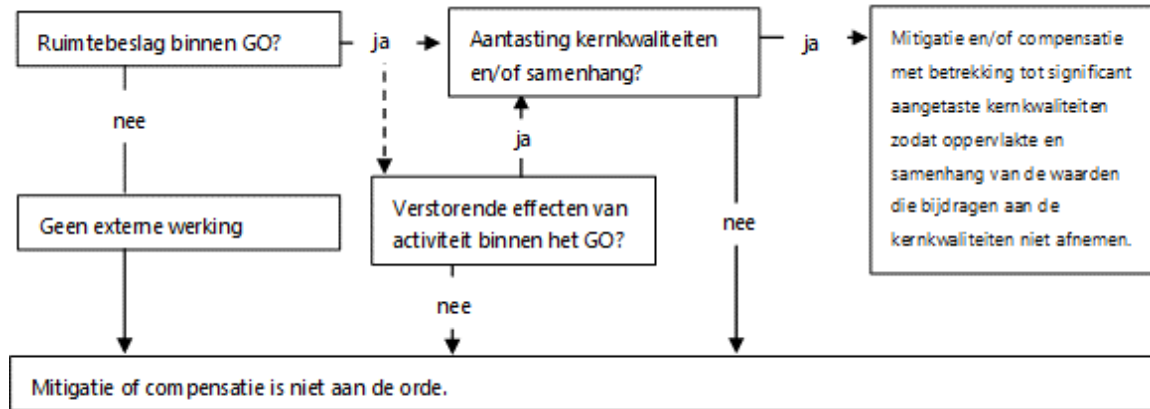 Ruimtebeslag binnen GO?
ja
Aantasting kernkwaliteiten
en/of samenhang?
ja
Mitigatie en/of compensatie
met betrekking tot significant
aangetaste kernkwaliteiten
zodat oppervlakte en
samenhang van de waarden
die bijdragen aan de
kernkwaliteiten niet afnemen.
nee
ja
Geen externe werking
Verstorende effecten van
activiteit binnen het GO?
nee
nee
Mitigatie of compensatie is niet aan de orde.